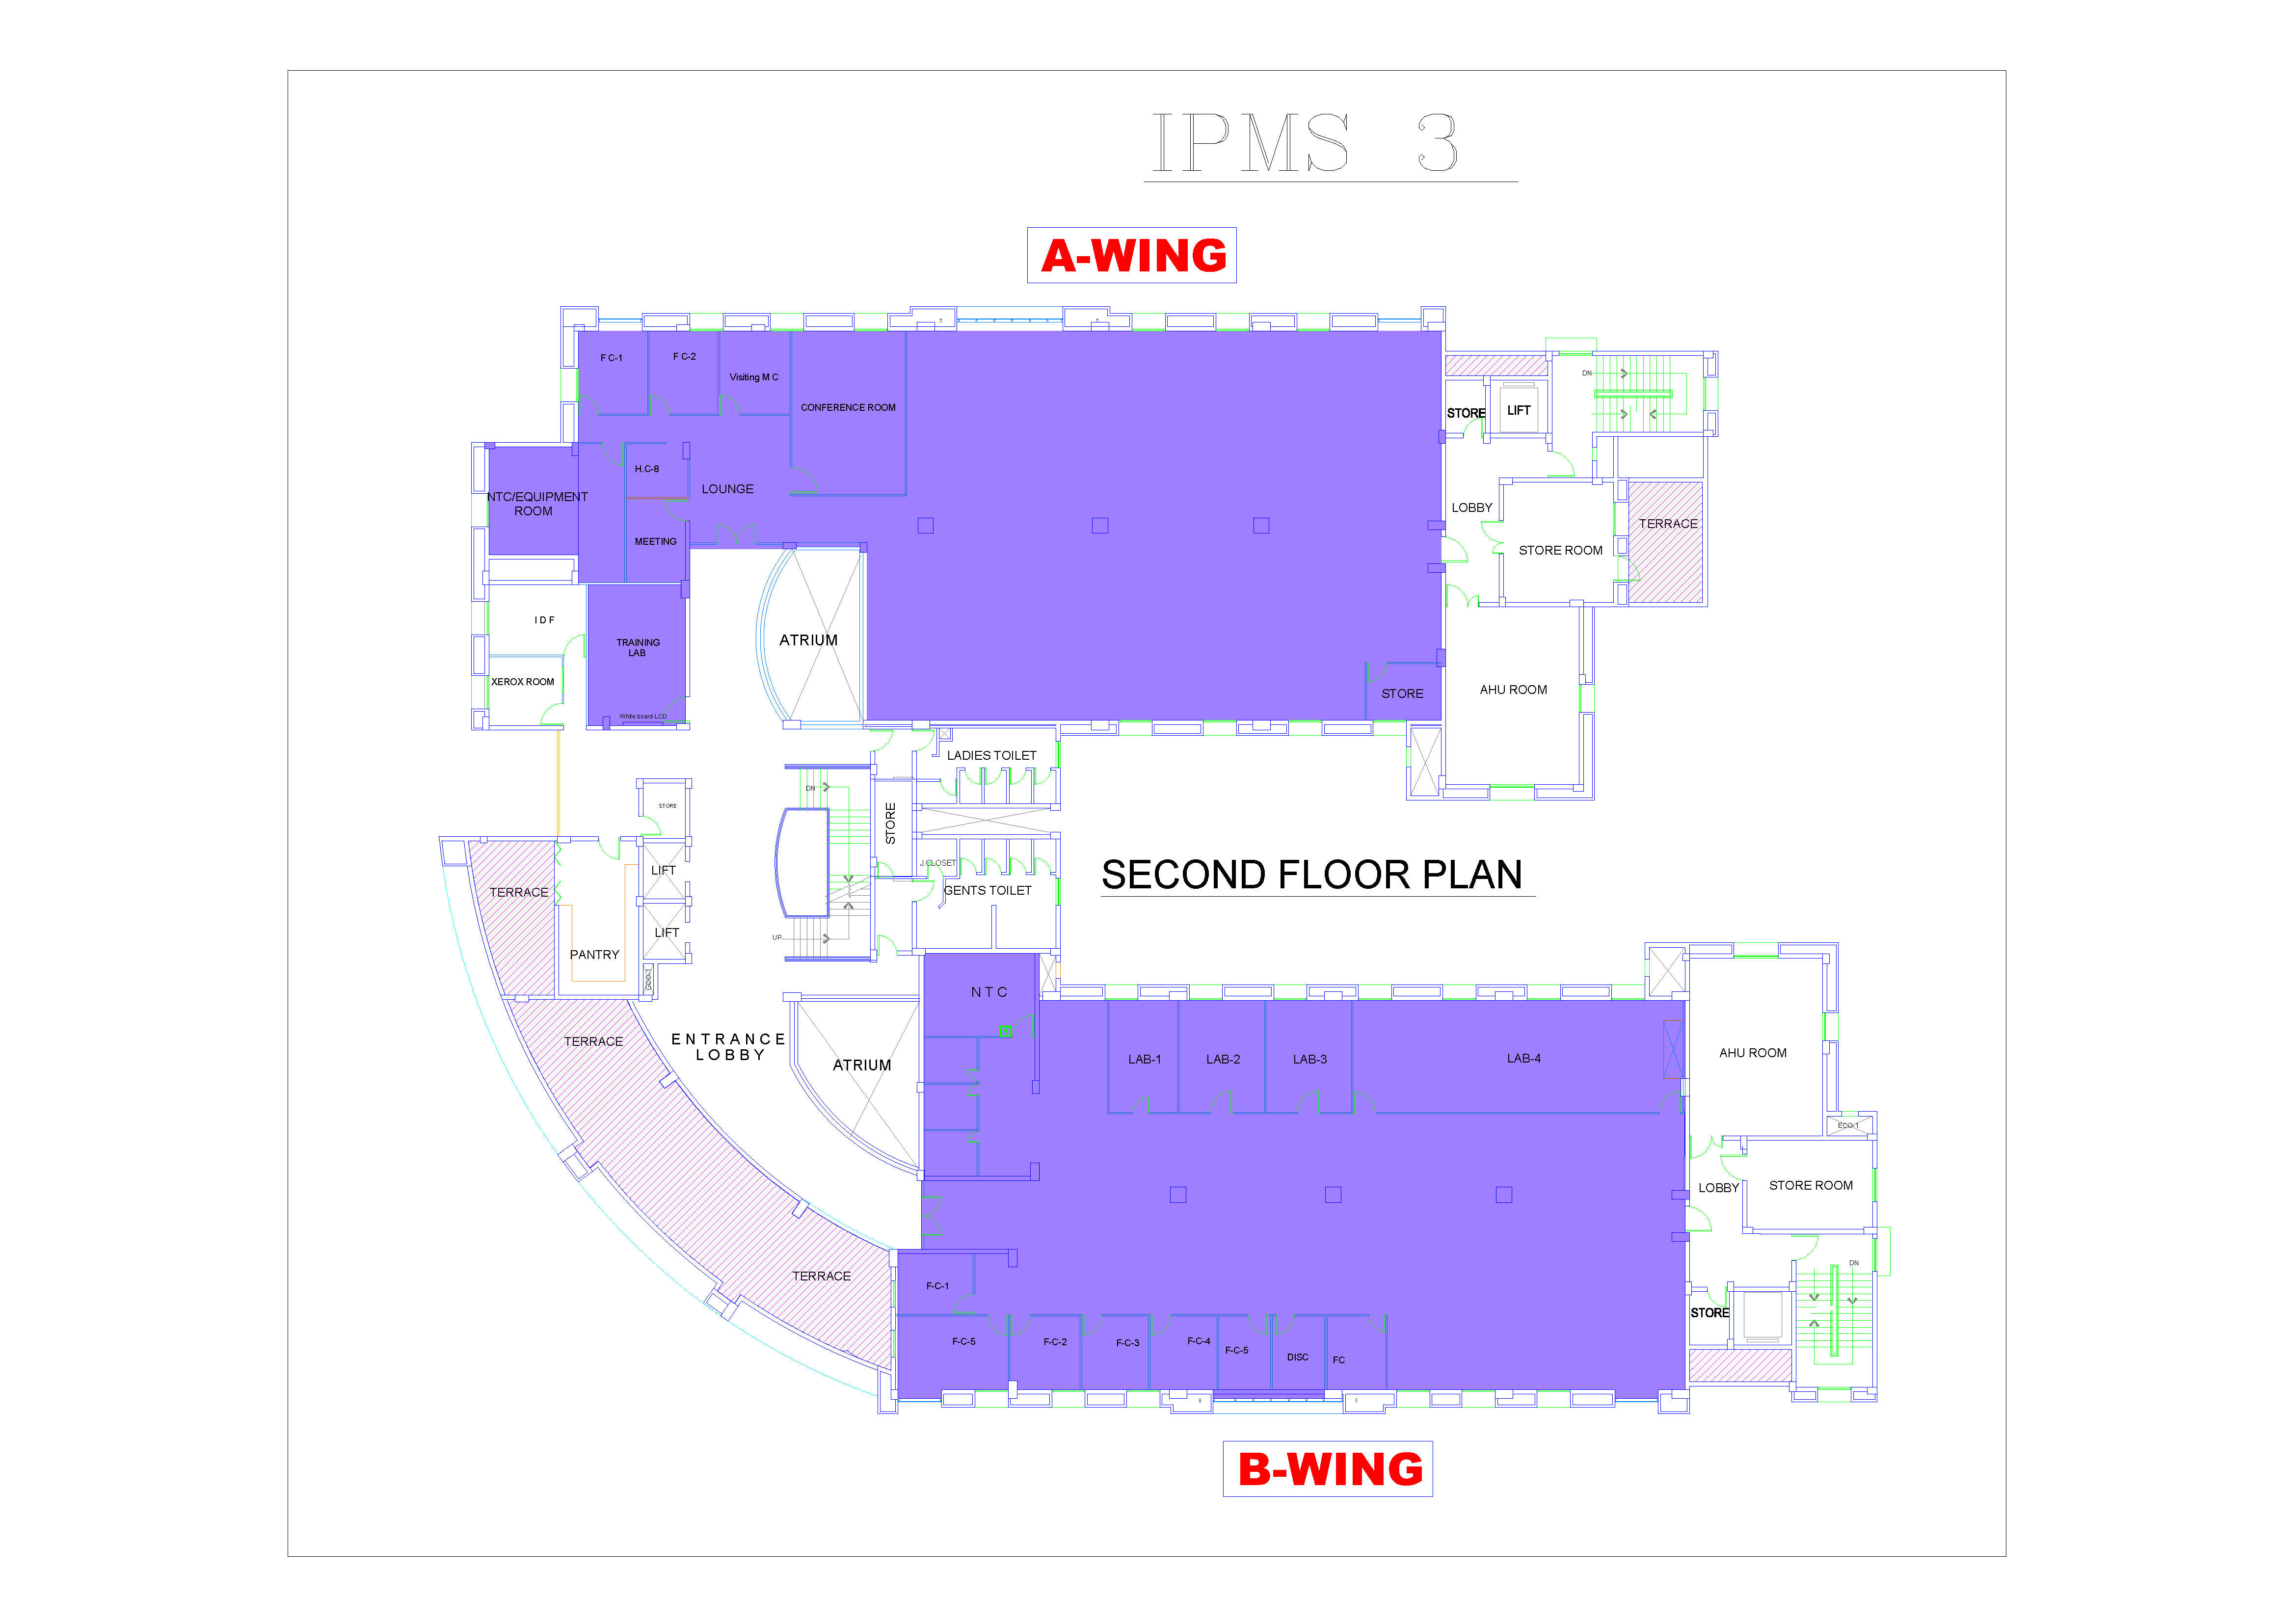 IPMS 3
A-WING
F C-1
F C-2
Visiting M C
CONFERENCE ROOM
DN
STORE
LIFT
H.C-8
LOUNGE
NTC/EQUIPMENT
ROOM
LOBBY
TERRACE
MEETING
STORE ROOM
I D F
TRAINING
LAB
ATRIUM
XEROX ROOM
STORE
AHU ROOM
White board-LCD
LADIES TOILET
DN
STORE
STORE
J.CLOSET
LIFT
SECOND FLOOR PLAN
TERRACE
GENTS TOILET
LIFT
UP
PANTRY
N T C
TERRACE
ENTRANCE
LOBBY
ATRIUM
LAB-1
LAB-2
LAB-3
LAB-4
AHU ROOM
ECO-1
LOBBY
STORE ROOM
DN
TERRACE
F-C-1
STORE
F-C-5
F-C-2
F-C-3
F-C-4
F-C-5
DISC
FC
B-WING